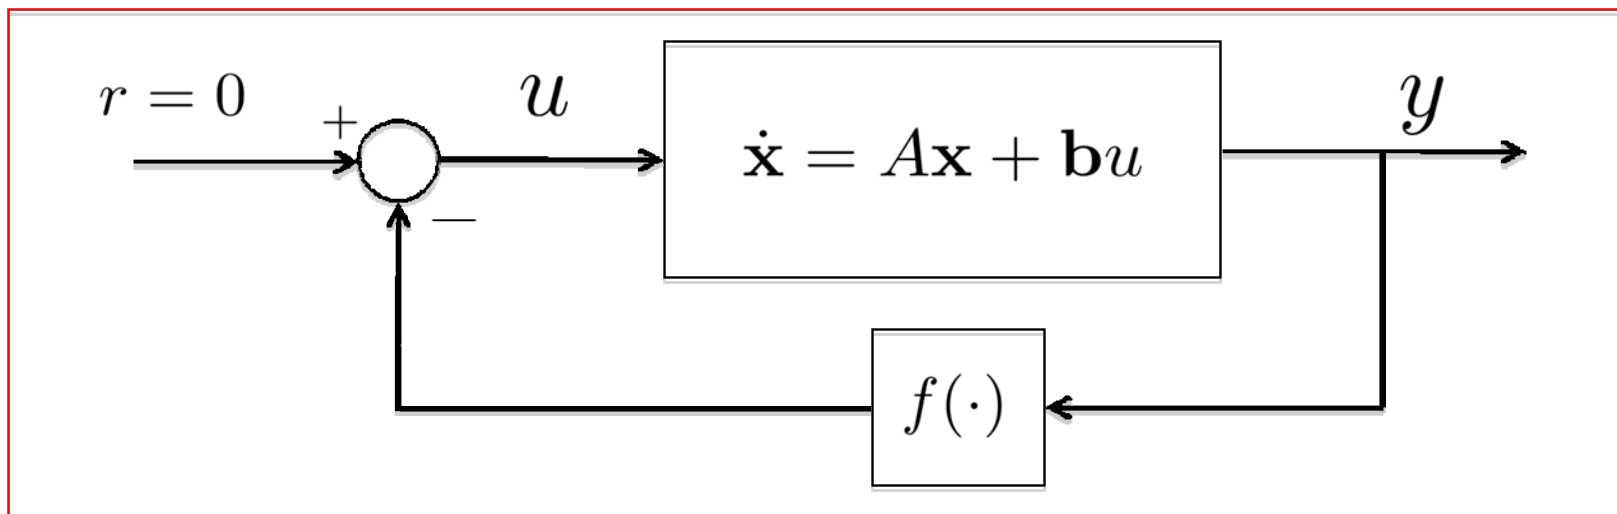 r = 0
+
u
ẋ = Ax + bu
y
−
f(·)